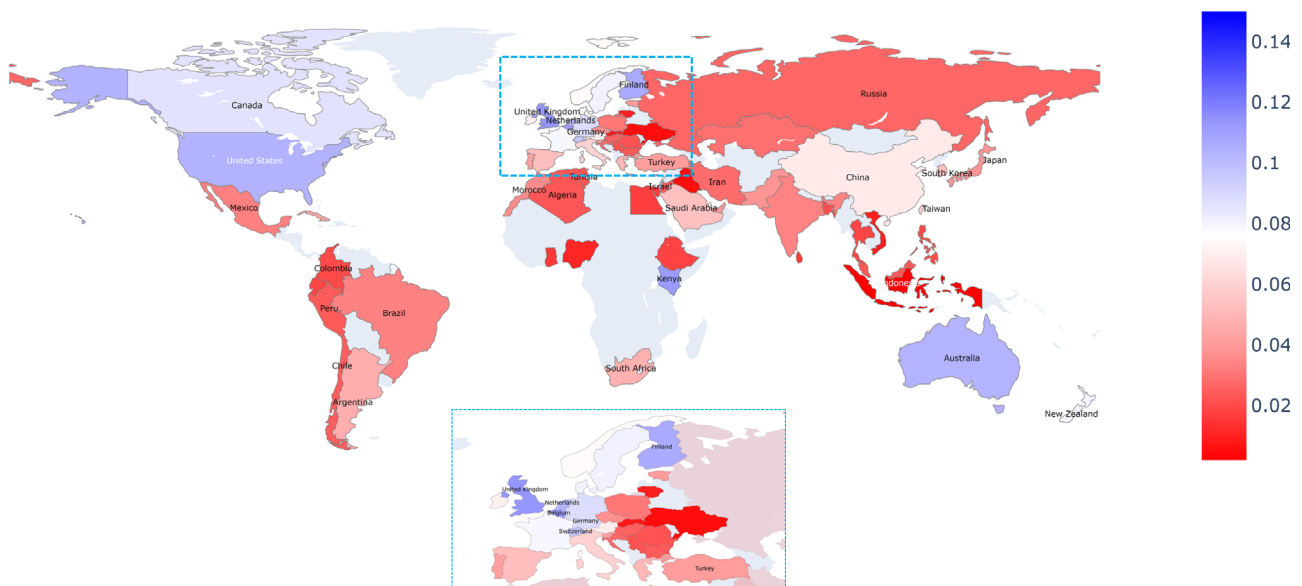 Canada
United States
Mexico
Colombia
Peru
Brazil
Chile
Argentina
Finland
United Kingdom
Netherlands
Germany
Turkey
Tunisia
Morocco
Algeria
Israel
Iran
Saudi Arabia
Kenya
South Africa
Russia
China
South Korea
Japan
Taiwan
Indonesia
Australia
New Zealand
0.14
0.12
0.1
0.08
0.06
0.04
0.02
Finland
United Kingdom
Netherlands
Belgium
Germany
Switzerland
Turkey